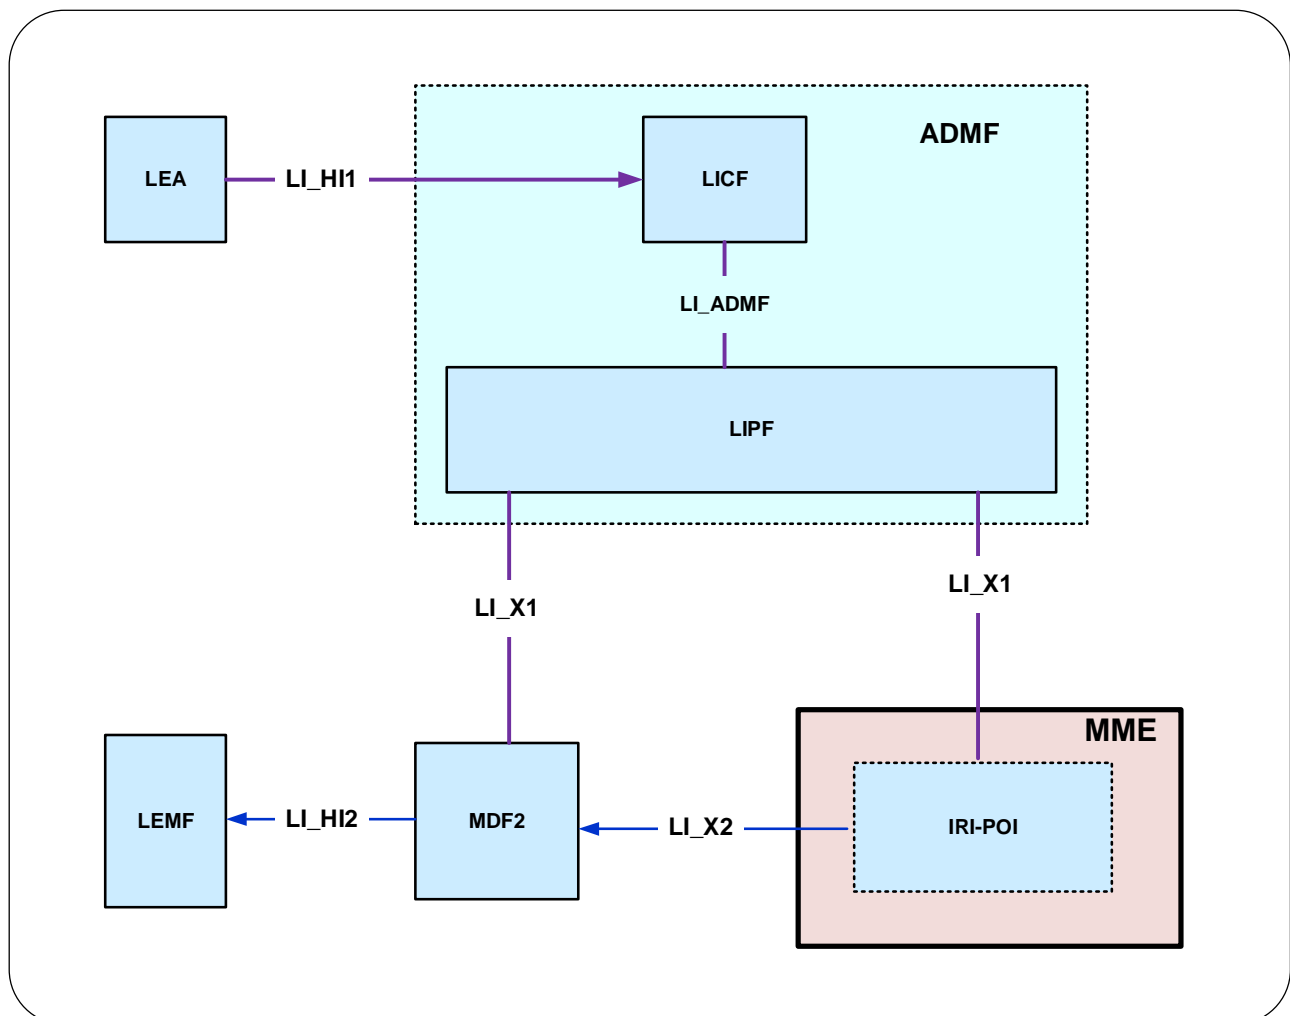 ADMF
LEA
LI_HI1
LICF
LI_ADMF
LIPF
LI_X1
LI_X1
MME
LEMF
LI_HI2
MDF2
LI_X2
IRI-POI